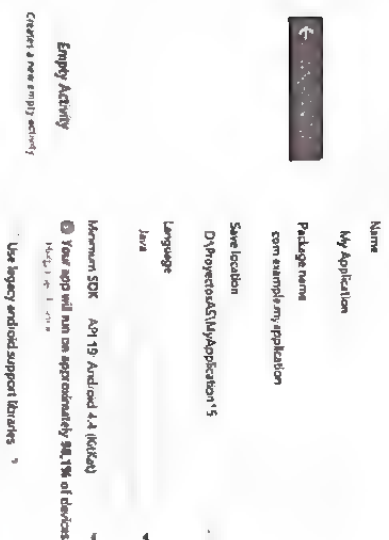 Name
My Application
Package name
com.example.myapplication
Save location
D:\ProyectosAS\MyApplication15
Language
Java
Minimum SDK API 19: Android 4.4 (KitKat)
Your app will run on approximately 98,1% of devices
Use legacy android.support libraries
Empty Activity
Creates a new empty activity